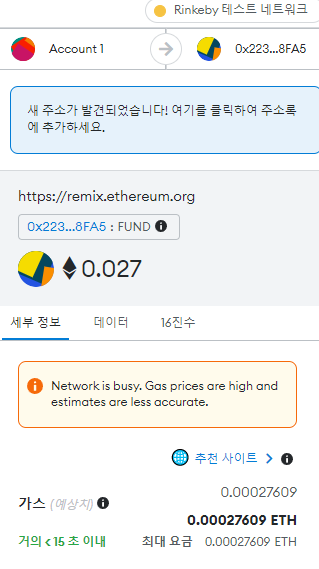 Rinkeby 테스트 네트워크
Account 1
0x223...8FA5
새 주소가 발견되었습니다! 여기를 클릭하여 주소록
에 추가하세요.
https://remix.ethereum.org
0x223...8FA5 : FUND
0.027
세부 정보 데이터 16진수
Network is busy. Gas prices are high and
estimates are less accurate.
추천 사이트
가스 (예상치) 0.00027609
0.00027609 ETH
거의 < 15 초 이내 최대 요금 0.00027609 ETH